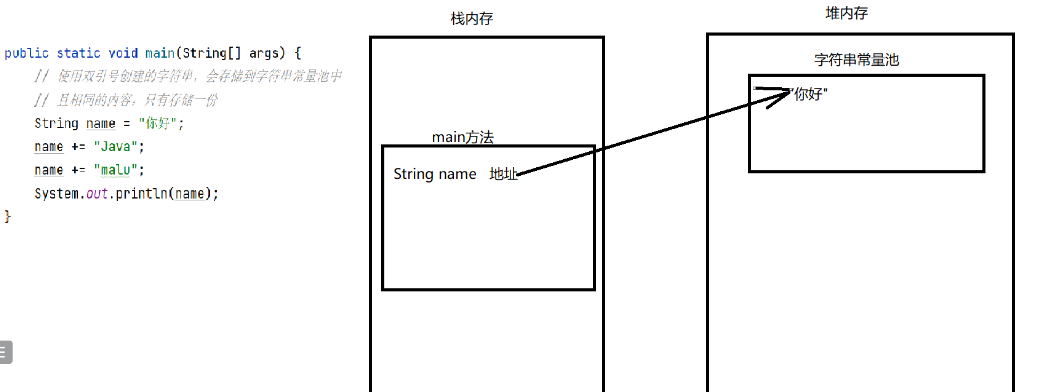 栈内存
堆内存
public static void main(String[] args) {
// 使用双引号创建的字符串，会存储到字符串常量池中
// 且相同的内容，只有存储一份
String name = "你好";
name += "Java";
name += "malu";
System.out.println(name);
}
main方法
String name 地址
字符串常量池
"你好"